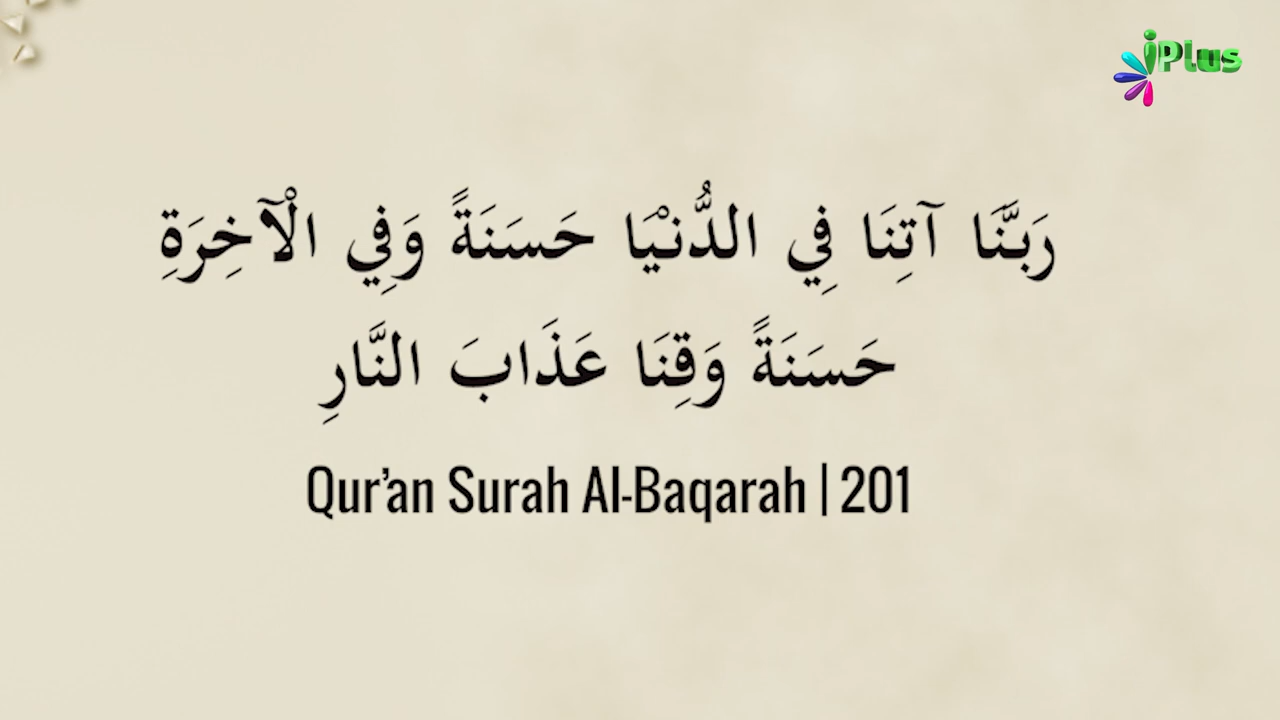 iPlus
رَبَّنَا آتِنَا فِي الدُّنْيَا حَسَنَةً وَفِي الْآخِرَةِ
حَسَنَةً وَقِنَا عَذَابَ النَّارِ
Qur’an Surah Al-Baqarah | 201